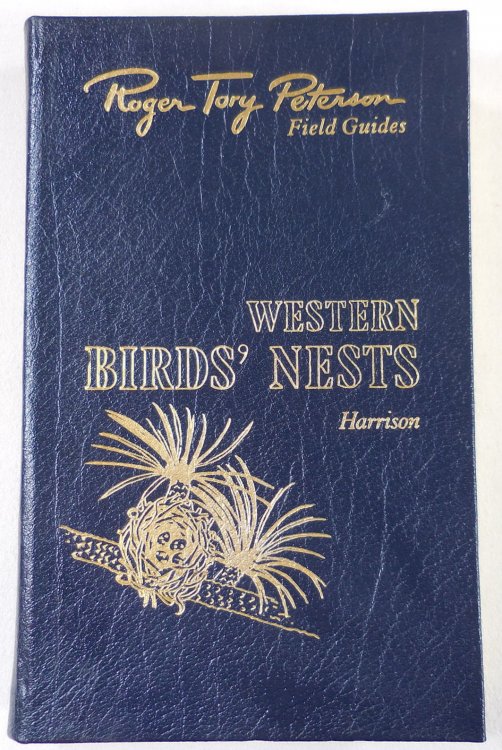 Roger Tory Peterson
Field Guides
WESTERN
BIRDS' NESTS
Harrison